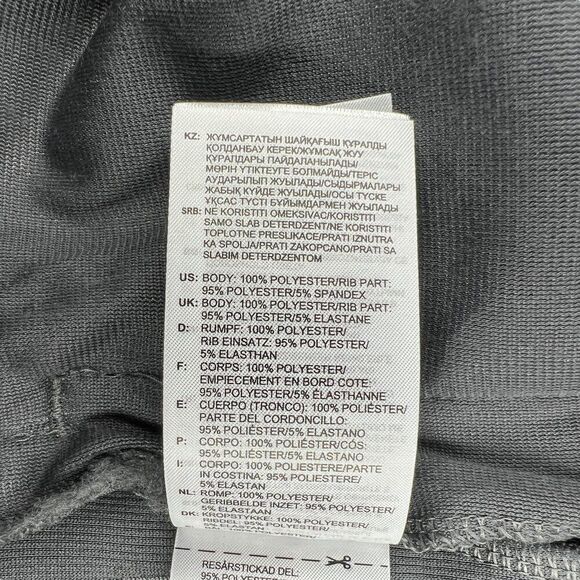 KZ: ЖҰМСАРТАТЫН ШАЙҚАҒЫШ ҚҰРАЛДЫ
ҚОЛДАНБАУ КЕРЕК/ЖҰМСАҚ ЖУУ
ҚҰРАЛДАРЫ ПАЙДАЛАНЫЛАДЫ/
МӨРІН ҮТІКТЕУГЕ БОЛМАЙДЫ/ТЕРІС
АУДАРЫЛЫП ЖУЫЛАДЫ/СЫДЫРМАЛАРЫ
ЖАБЫҚ КҮЙДЕ ЖУЫЛАДЫ/ОСЫ ТҮСКЕ
ҰҚСАС ТҮСТІ БҰЙЫМДАРМЕН ЖУЫЛАДЫ
SRB: NE KORISTITI OMEKSIVAC/KORISTITI
SAMO SLAB DETERDZENT/NE KORISTITI
TOPLOTNE PRESLIKACE/PRATI IZNUTRA
KA SPOLJA/PRATI ZAKOPCANO/PRATI SA
SLABIM DETERDZENTOM
US: BODY: 100% POLYESTER/RIB PART:
95% POLYESTER/5% SPANDEX
UK: BODY: 100% POLYESTER/RIB PART:
95% POLYESTER/5% ELASTANE
D: RUMPF: 100% POLYESTER/
RIB EINSATZ: 95% POLYESTER/
5% ELASTHAN
F: CORPS: 100% POLYESTER/
EMPIECEMENT EN BORD COTE:
95% POLYESTER/5% ÉLASTHANNE
E: CUERPO (TRONCO): 100% POLIÉSTER/
PARTE DEL CORDONCILLO:
95% POLIÉSTER/5% ELASTANO
P: CORPO: 100% POLIÉSTER/CÓS:
95% POLIÉSTER/5% ELASTANO
I: CORPO: 100% POLIESTERE/PARTE
IN COSTINA: 95% POLIESTERE/
5% ELASTAN
NL: ROMP: 100% POLYESTER/
GERIBBELDE INZET: 95% POLYESTER/
5% ELASTAAN
DK: KROPSTYKKE: 100% POLYESTER/
RIBDEL: 95% POLYESTER/
5% ELASTAN
RESÅRSTICKAD DEL:
95% POLYESTER